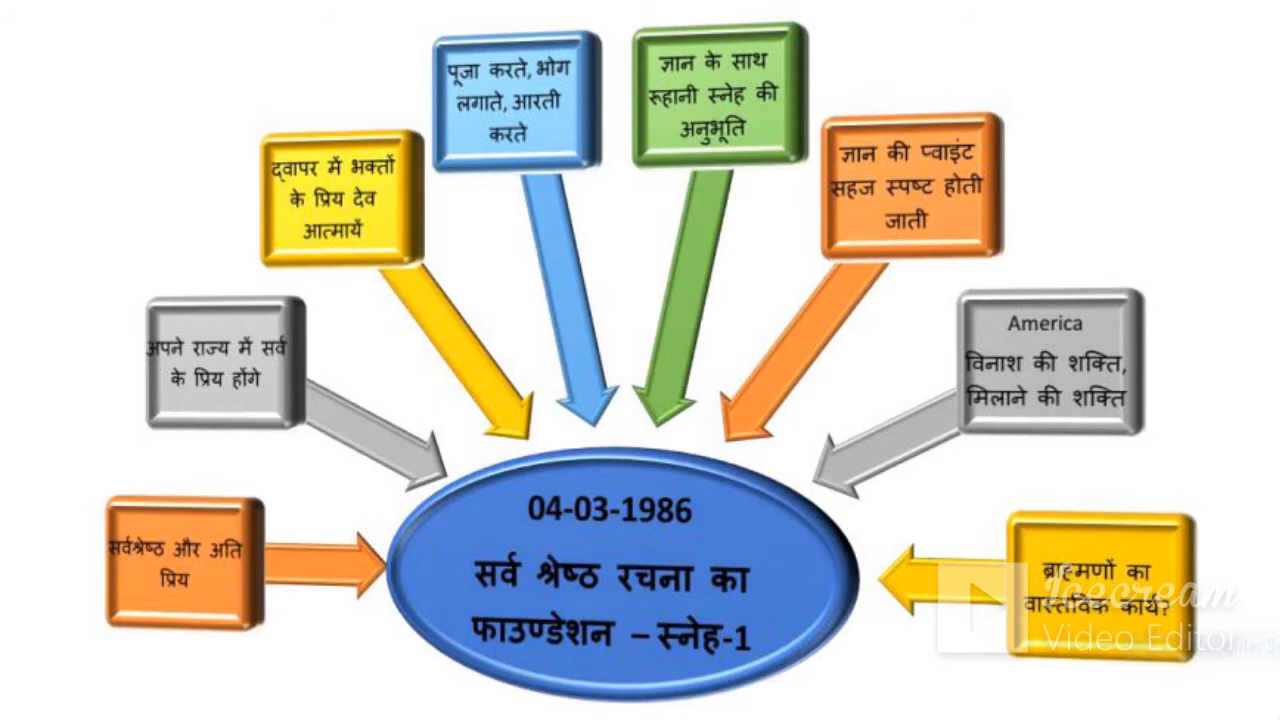 पूजा करते, भोग
लगाते, आरती
करते
ज्ञान के साथ
रूहानी स्नेह की
अनुभूति
द्वापर में भक्तों
के प्रिय देव
आत्मायें
ज्ञान की प्वाइंट
सहज स्पष्ट होती
जाती
अपने राज्य में सर्व
के प्रिय होंगे
America
विनाश की शक्ति,
मिलाने की शक्ति
सर्वश्रेष्ठ और अति
प्रिय
04-03-1986
सर्व श्रेष्ठ रचना का
फाउण्डेशन – स्नेह-1
ब्राह्मणों का
वास्तविक कार्य?
Icecream
Video Editor